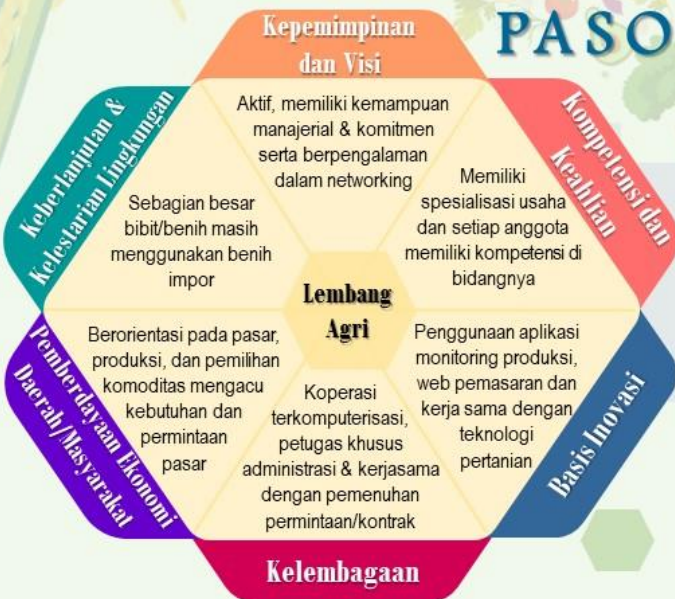 PASO
Kepemimpinan
dan Visi
Aktif, memiliki kemampuan
manajerial & komitmen
serta berpengalaman
dalam networking
Kompetensi dan
Keahlian
Memiliki
spesialisasi usaha
dan setiap anggota
memiliki kompetensi di
bidangnya
Basis Inovasi
Penggunaan aplikasi
monitoring produksi,
web pemasaran dan
kerja sama dengan
teknologi
pertanian
Kelembagaan
Koperasi
terkomputerisasi,
petugas khusus
administrasi & kerjasama
dengan pemenuhan
permintaan/kontrak
Pemberdayaan Ekonomi
Daerah/Masyarakat
Berorientasi pada pasar,
produksi, dan pemilihan
komoditas mengacu
kebutuhan dan
permintaan
pasar
Keberlanjutan &
Kelestarian Lingkungan
Sebagian besar
bibit/benih masih
menggunakan benih
impor
Lembang
Agri